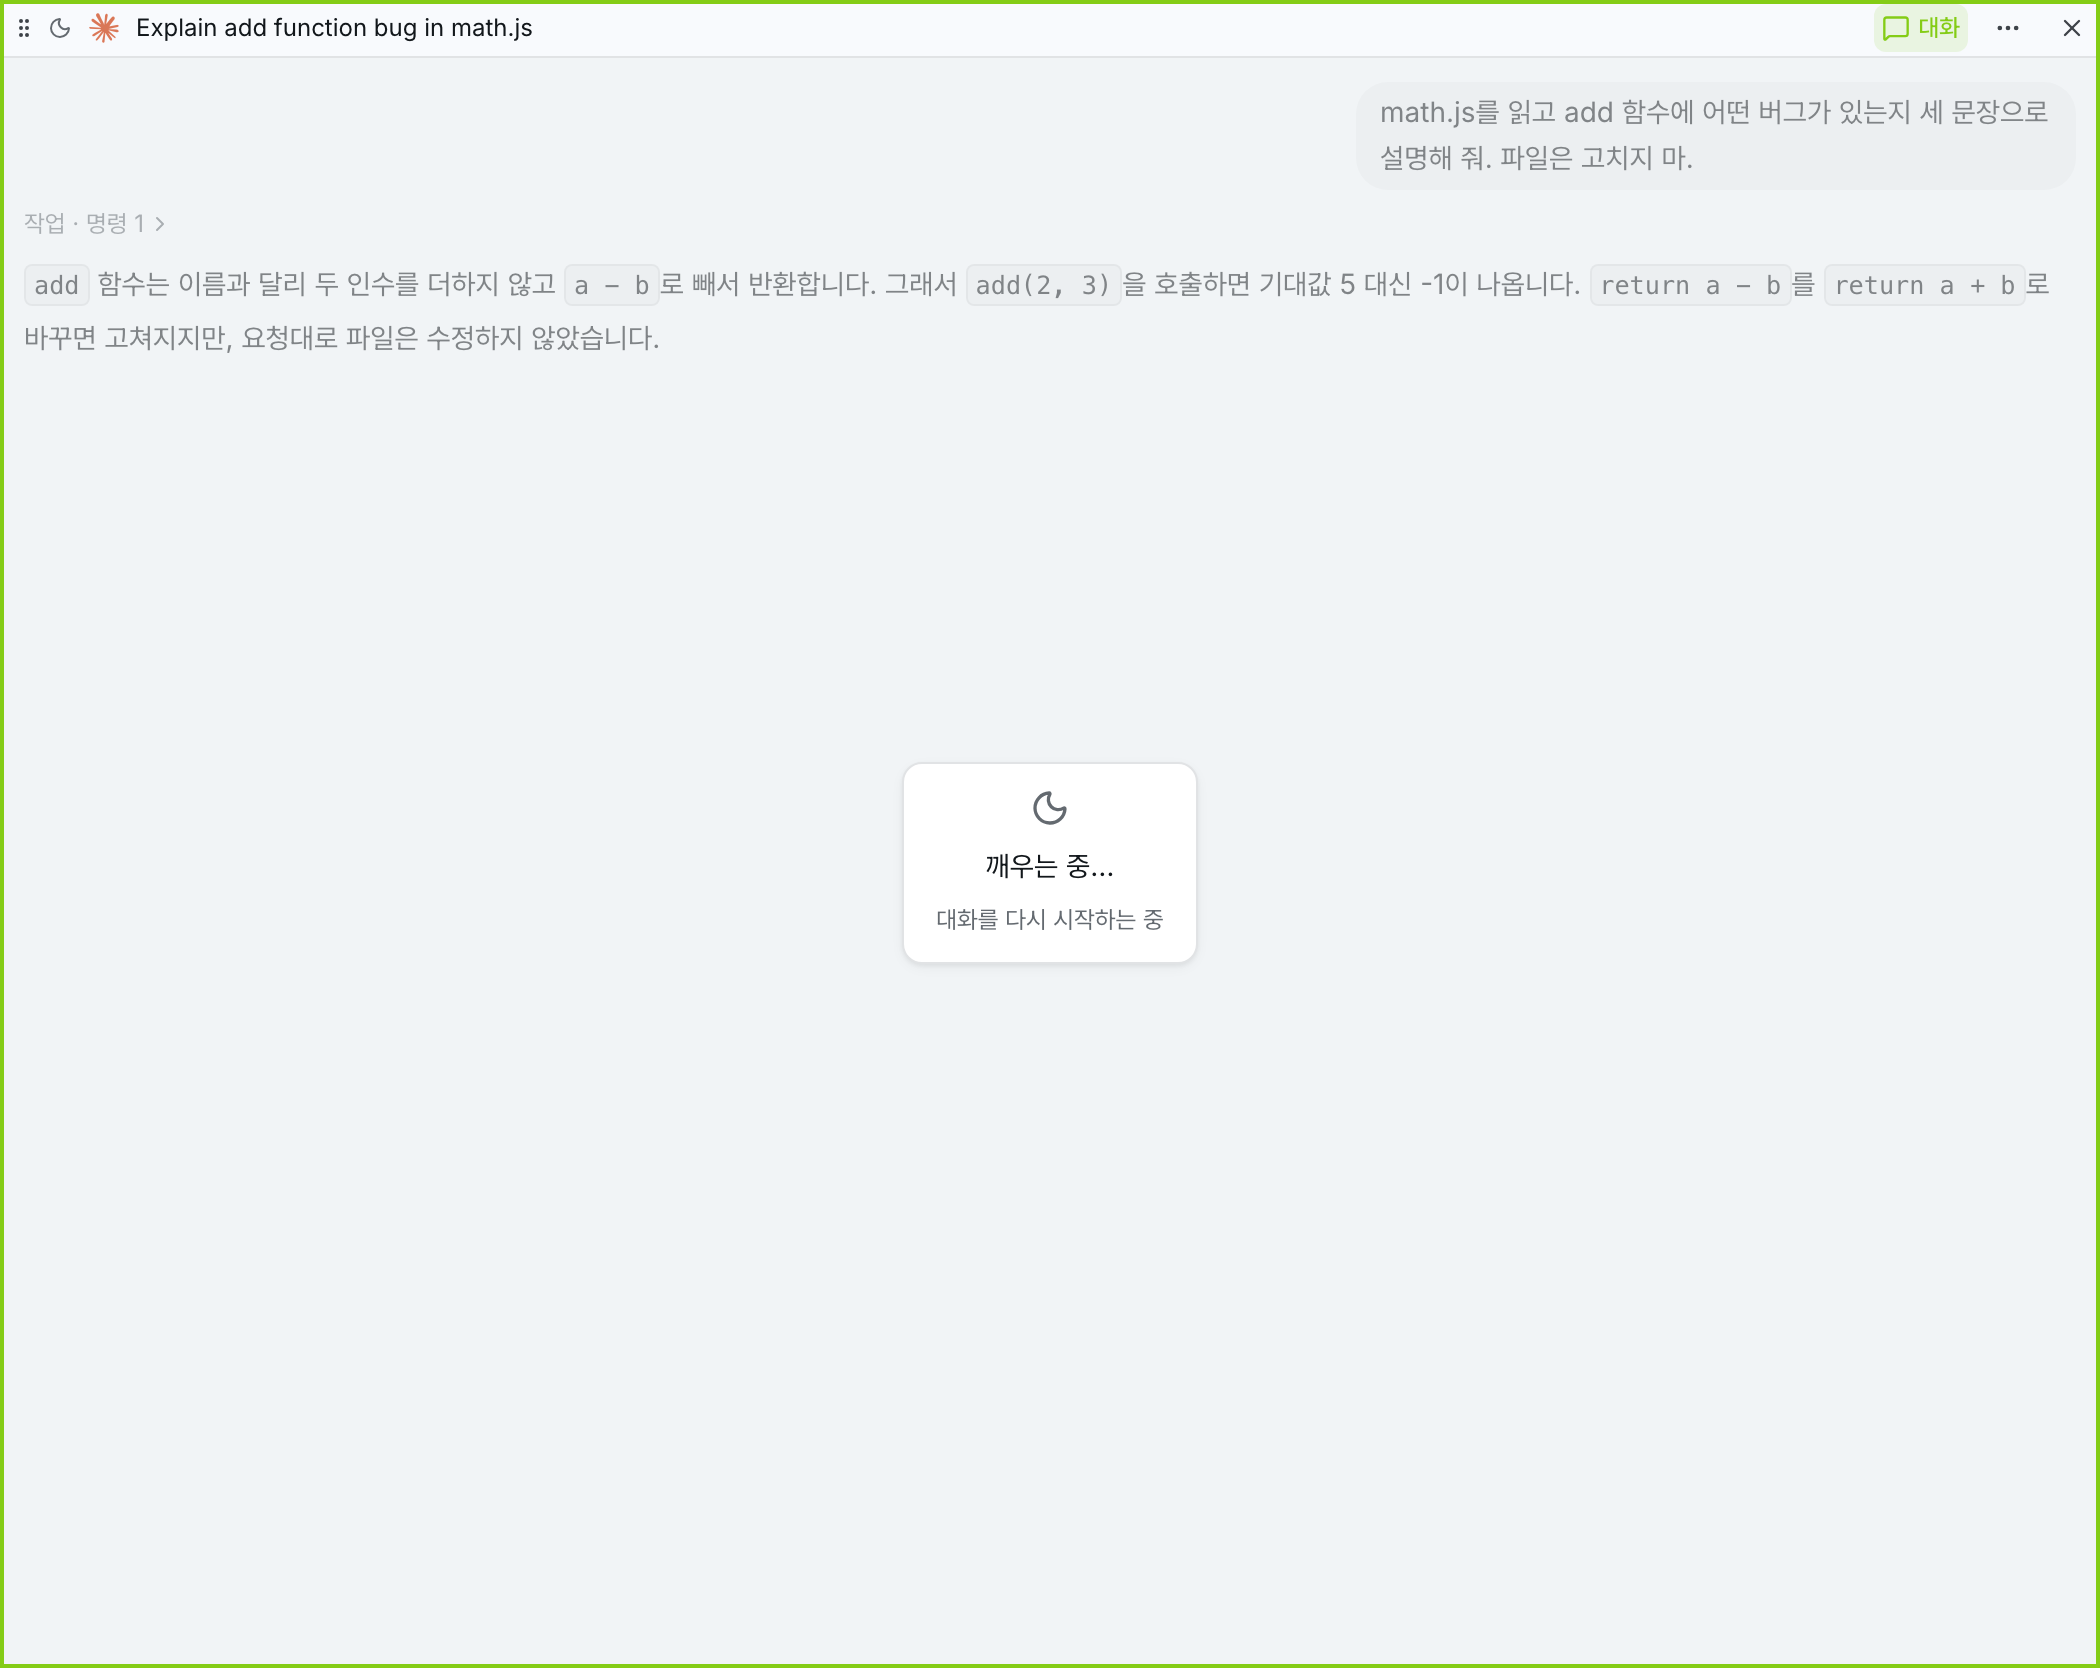 Explain add function bug in math.js
대화
math.js를 읽고 add 함수에 어떤 버그가 있는지 세 문장으로
설명해 줘. 파일은 고치지 마.
작업 · 명령 1
add 함수는 이름과 달리 두 인수를 더하지 않고 a − b로 빼서 반환합니다. 그래서 add(2, 3)을 호출하면 기대값 5 대신 -1이 나옵니다. return a − b를 return a + b로
바꾸면 고쳐지지만, 요청대로 파일은 수정하지 않았습니다.
깨우는 중...
대화를 다시 시작하는 중